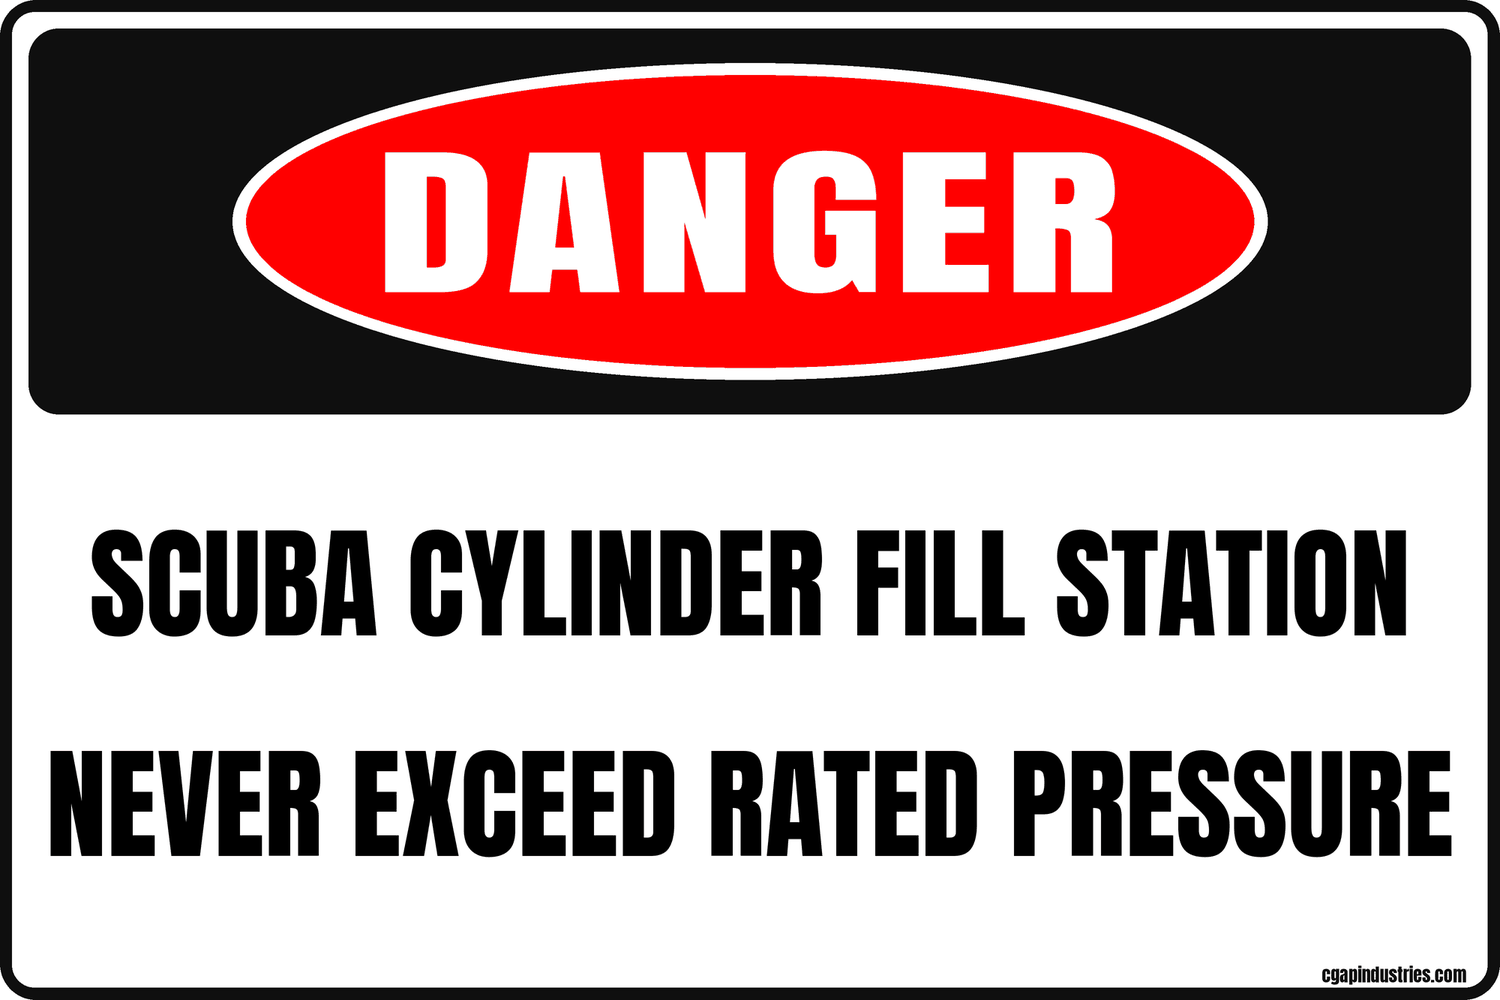 DANGER
SCUBA CYLINDER FILL STATION
NEVER EXCEED RATED PRESSURE
cgapindustries.com